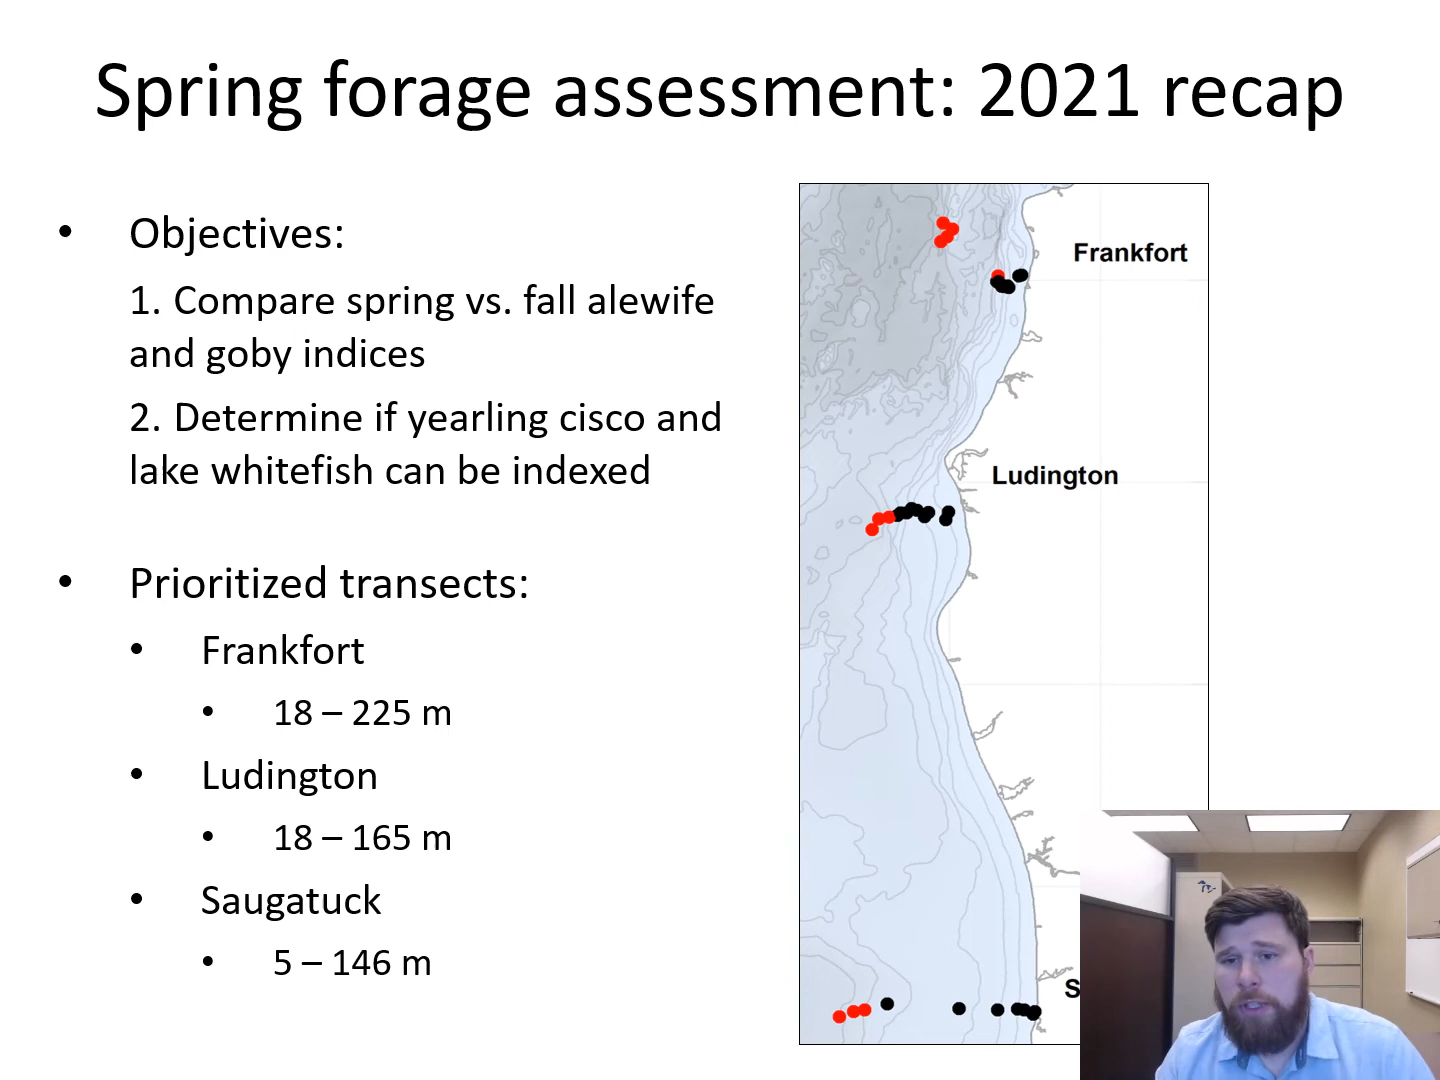 Spring forage assessment: 2021 recap
• Objectives:
1. Compare spring vs. fall alewife
and goby indices
2. Determine if yearling cisco and
lake whitefish can be indexed
• Prioritized transects:
• Frankfort
• 18 – 225 m
• Ludington
• 18 – 165 m
• Saugatuck
• 5 – 146 m
Frankfort
Ludington
S